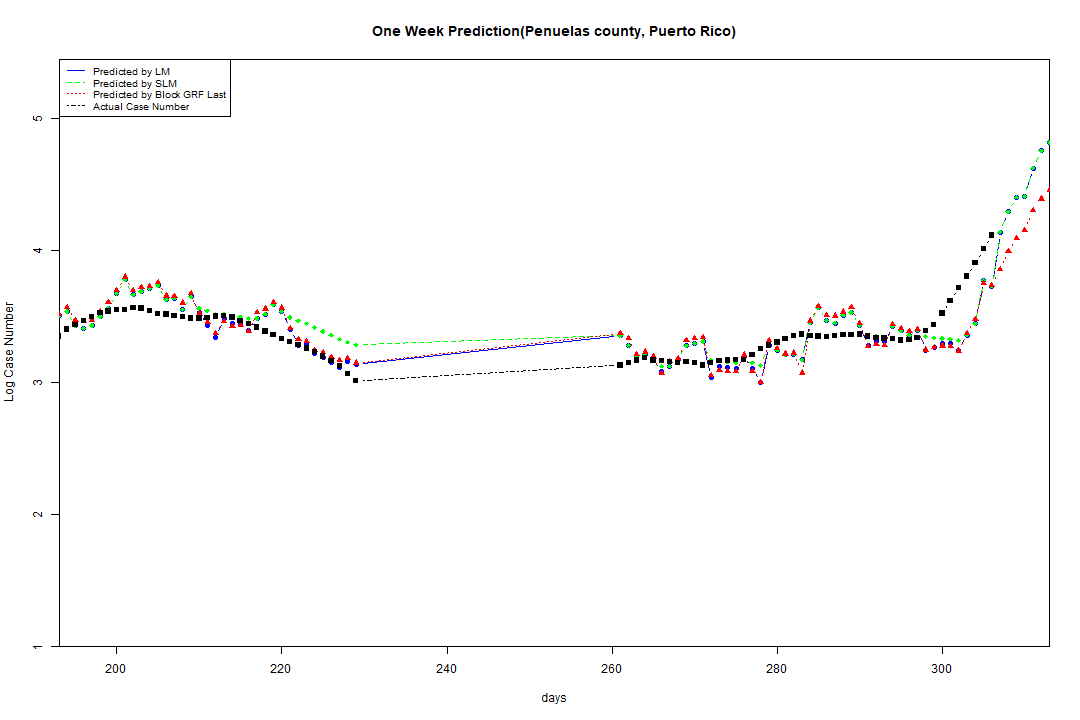 One Week Prediction(Penuelas county, Puerto Rico)
Predicted by LM
Predicted by SLM
Predicted by Block GRF Last
Actual Case Number
Log Case Number
5
4
3
2
1
200
220
240
260
280
300
days